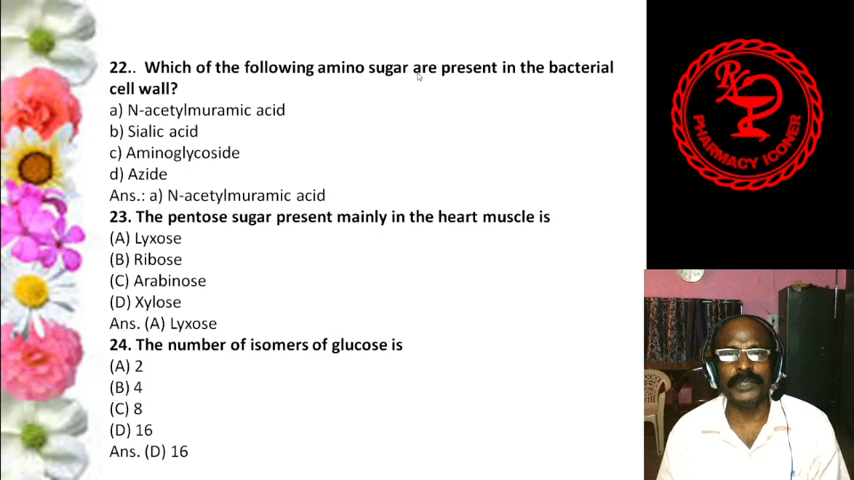 22.. Which of the following amino sugar are present in the bacterial
cell wall?
a) N-acetylmuramic acid
b) Sialic acid
c) Aminoglycoside
d) Azide
Ans.: a) N-acetylmuramic acid
23. The pentose sugar present mainly in the heart muscle is
(A) Lyxose
(B) Ribose
(C) Arabinose
(D) Xylose
Ans. (A) Lyxose
24. The number of isomers of glucose is
(A) 2
(B) 4
(C) 8
(D) 16
Ans. (D) 16
Rx
PHARMACY ICONER